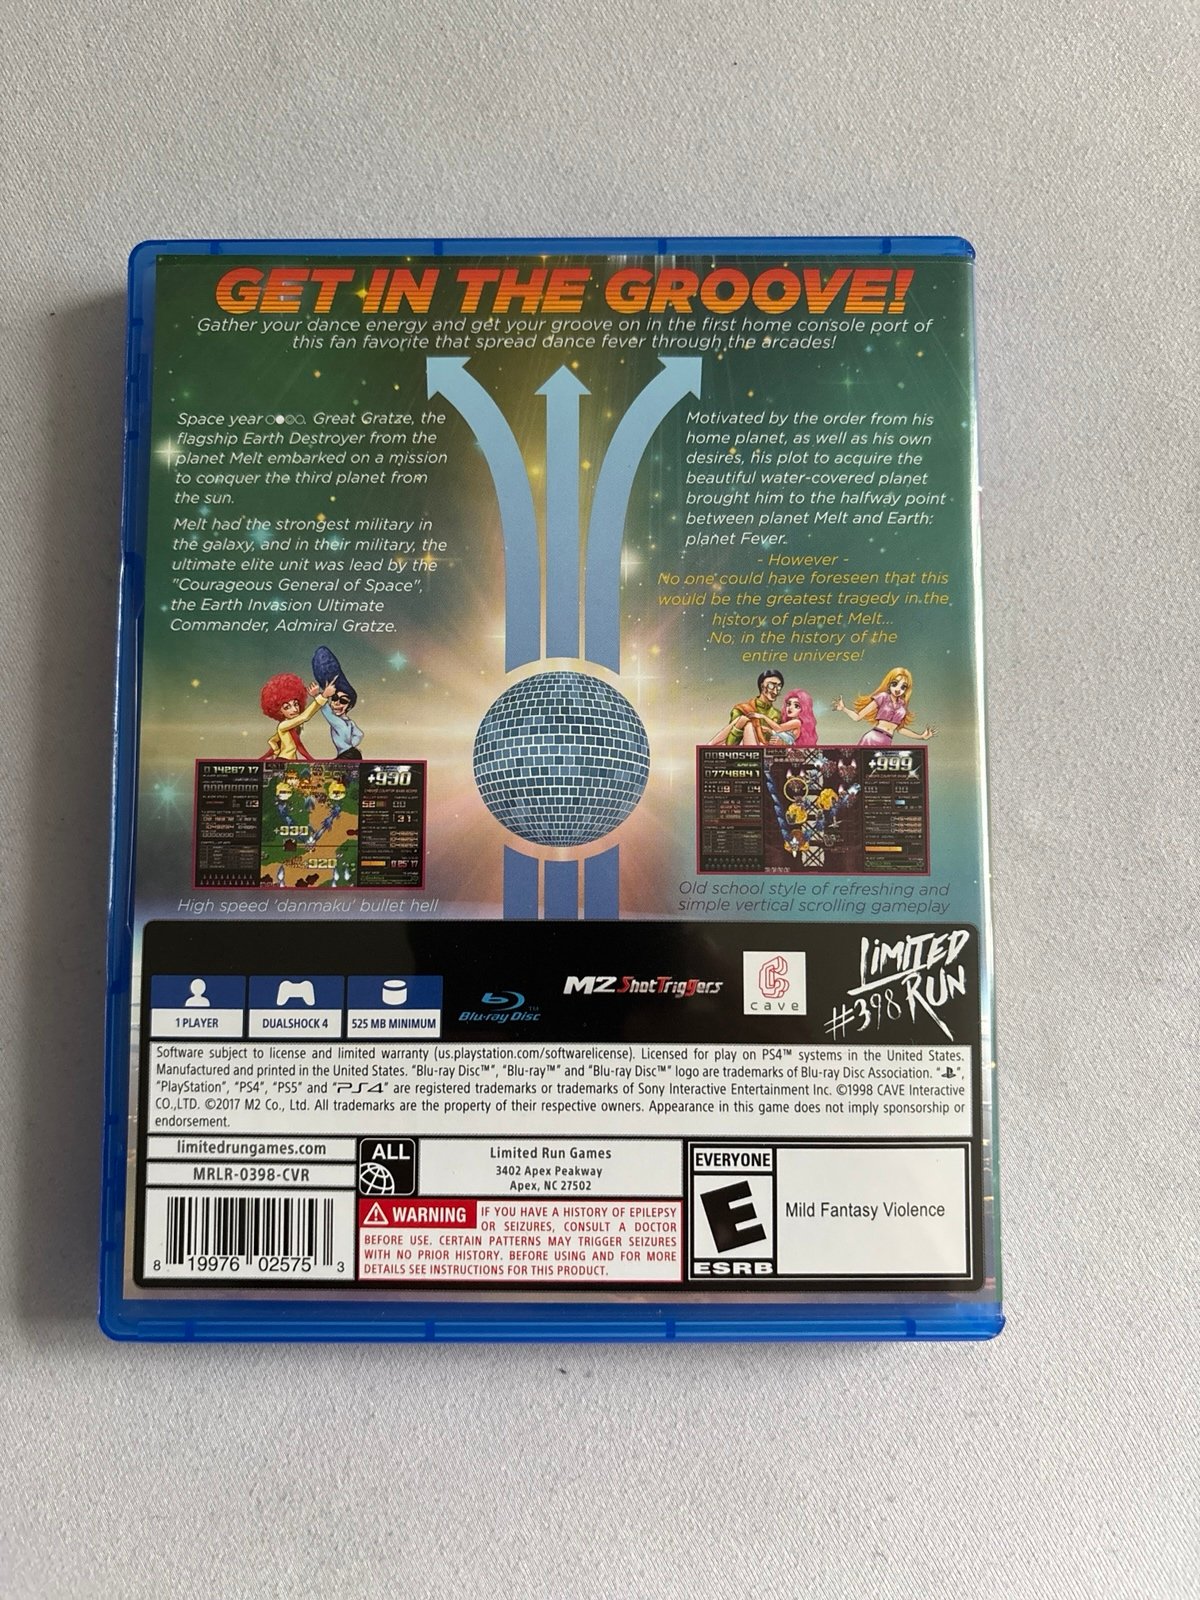 GET IN THE GROOVE!
Gather your dance energy and get your groove on in the first home console port of
this fan favorite that spread dance fever through the arcades!
Space year ○●○○. Great Gratze, the
flagship Earth Destroyer from the
planet Melt embarked on a mission
to conquer the third planet from
the sun.
Melt had the strongest military in
the galaxy, and in their military, the
ultimate elite unit was lead by the
"Courageous General of Space",
the Earth Invasion Ultimate
Commander, Admiral Gratze.
Motivated by the order from his
home planet, as well as his own
desires, his plot to acquire the
beautiful water-covered planet
brought him to the halfway point
between planet Melt and Earth:
planet Fever.
- However -
No one could have foreseen that this
would be the greatest tragedy in the
history of planet Melt...
No, in the history of the
entire universe!
+930
+930
+920
High speed 'danmaku' bullet hell
00840542
07746841
+999
Old school style of refreshing and
simple vertical scrolling gameplay
1 PLAYER
DUALSHOCK 4
525 MB MINIMUM
Blu-ray Disc™
M2 ShotTriggers
cave
LIMITED
RUN
#398
Software subject to license and limited warranty (us.playstation.com/softwarelicense). Licensed for play on PS4™ systems in the United States.
Manufactured and printed in the United States. "Blu-ray Disc™", "Blu-ray™" and "Blu-ray Disc™" logo are trademarks of Blu-ray Disc Association. "PS",
"PlayStation", "PS4", "PS5" and "PS4" are registered trademarks or trademarks of Sony Interactive Entertainment Inc. ©1998 CAVE Interactive
CO.,LTD. ©2017 M2 Co., Ltd. All trademarks are the property of their respective owners. Appearance in this game does not imply sponsorship or
endorsement.
limitedrungames.com
MRLR-0398-CVR
8 19976 02575 3
ALL
Limited Run Games
3402 Apex Peakway
Apex, NC 27502
WARNING IF YOU HAVE A HISTORY OF EPILEPSY
OR SEIZURES, CONSULT A DOCTOR
BEFORE USE. CERTAIN PATTERNS MAY TRIGGER SEIZURES
WITH NO PRIOR HISTORY. BEFORE USING AND FOR MORE
DETAILS SEE INSTRUCTIONS FOR THIS PRODUCT.
EVERYONE
E
ESRB
Mild Fantasy Violence